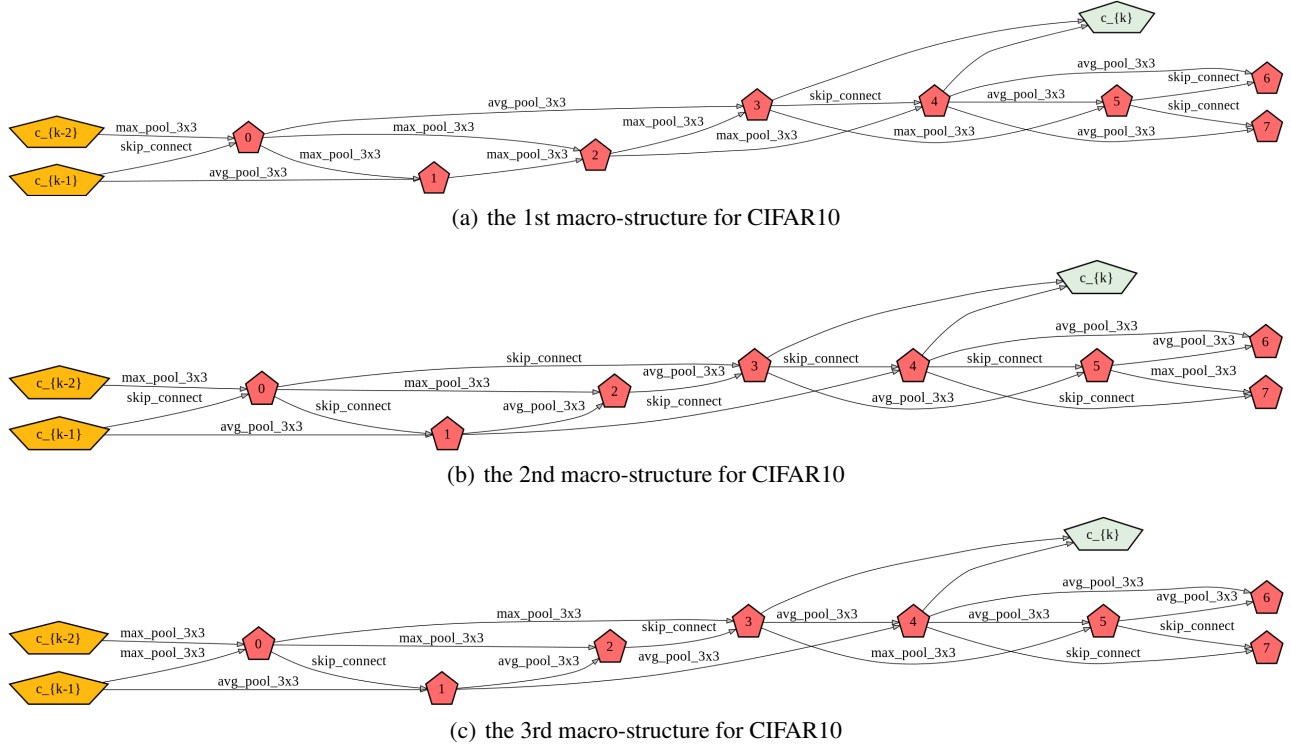 c_{k}
avg_pool_3x3
skip_connect
6
avg_pool_3x3
3
skip_connect
4
avg_pool_3x3
5
skip_connect
c_{k-2}
max_pool_3x3
0
max_pool_3x3
max_pool_3x3
max_pool_3x3
max_pool_3x3
avg_pool_3x3
7
skip_connect
max_pool_3x3
max_pool_3x3
2
c_{k-1}
avg_pool_3x3
1
(a) the 1st macro-structure for CIFAR10
c_{k}
avg_pool_3x3
avg_pool_3x3
6
skip_connect
3
skip_connect
4
skip_connect
5
avg_pool_3x3
max_pool_3x3
c_{k-2}
max_pool_3x3
0
max_pool_3x3
2
skip_connect
avg_pool_3x3
skip_connect
7
skip_connect
skip_connect
avg_pool_3x3
c_{k-1}
avg_pool_3x3
1
(b) the 2nd macro-structure for CIFAR10
c_{k}
avg_pool_3x3
avg_pool_3x3
6
max_pool_3x3
3
avg_pool_3x3
4
avg_pool_3x3
5
skip_connect
skip_connect
c_{k-2}
max_pool_3x3
0
max_pool_3x3
2
avg_pool_3x3
max_pool_3x3
skip_connect
7
max_pool_3x3
skip_connect
avg_pool_3x3
c_{k-1}
avg_pool_3x3
1
(c) the 3rd macro-structure for CIFAR10